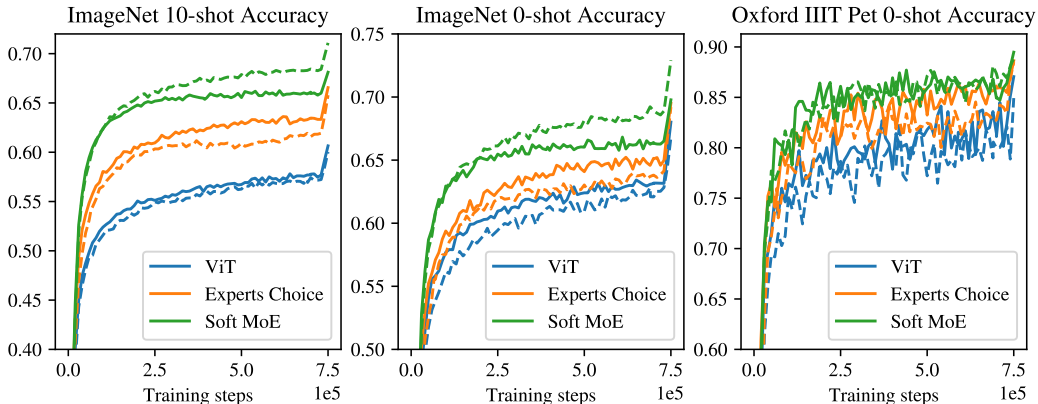 ImageNet 10-shot Accuracy
0.70
0.65
0.60
0.55
0.50
0.45
0.40
0.0 2.5 5.0 7.5
Training steps 1e5
ViT
Experts Choice
Soft MoE
ImageNet 0-shot Accuracy
0.75
0.70
0.65
0.60
0.55
0.50
0.0 2.5 5.0 7.5
Training steps 1e5
ViT
Experts Choice
Soft MoE
Oxford IIIT Pet 0-shot Accuracy
0.90
0.85
0.80
0.75
0.70
0.65
0.60
0.0 2.5 5.0 7.5
Training steps 1e5
ViT
Experts Choice
Soft MoE